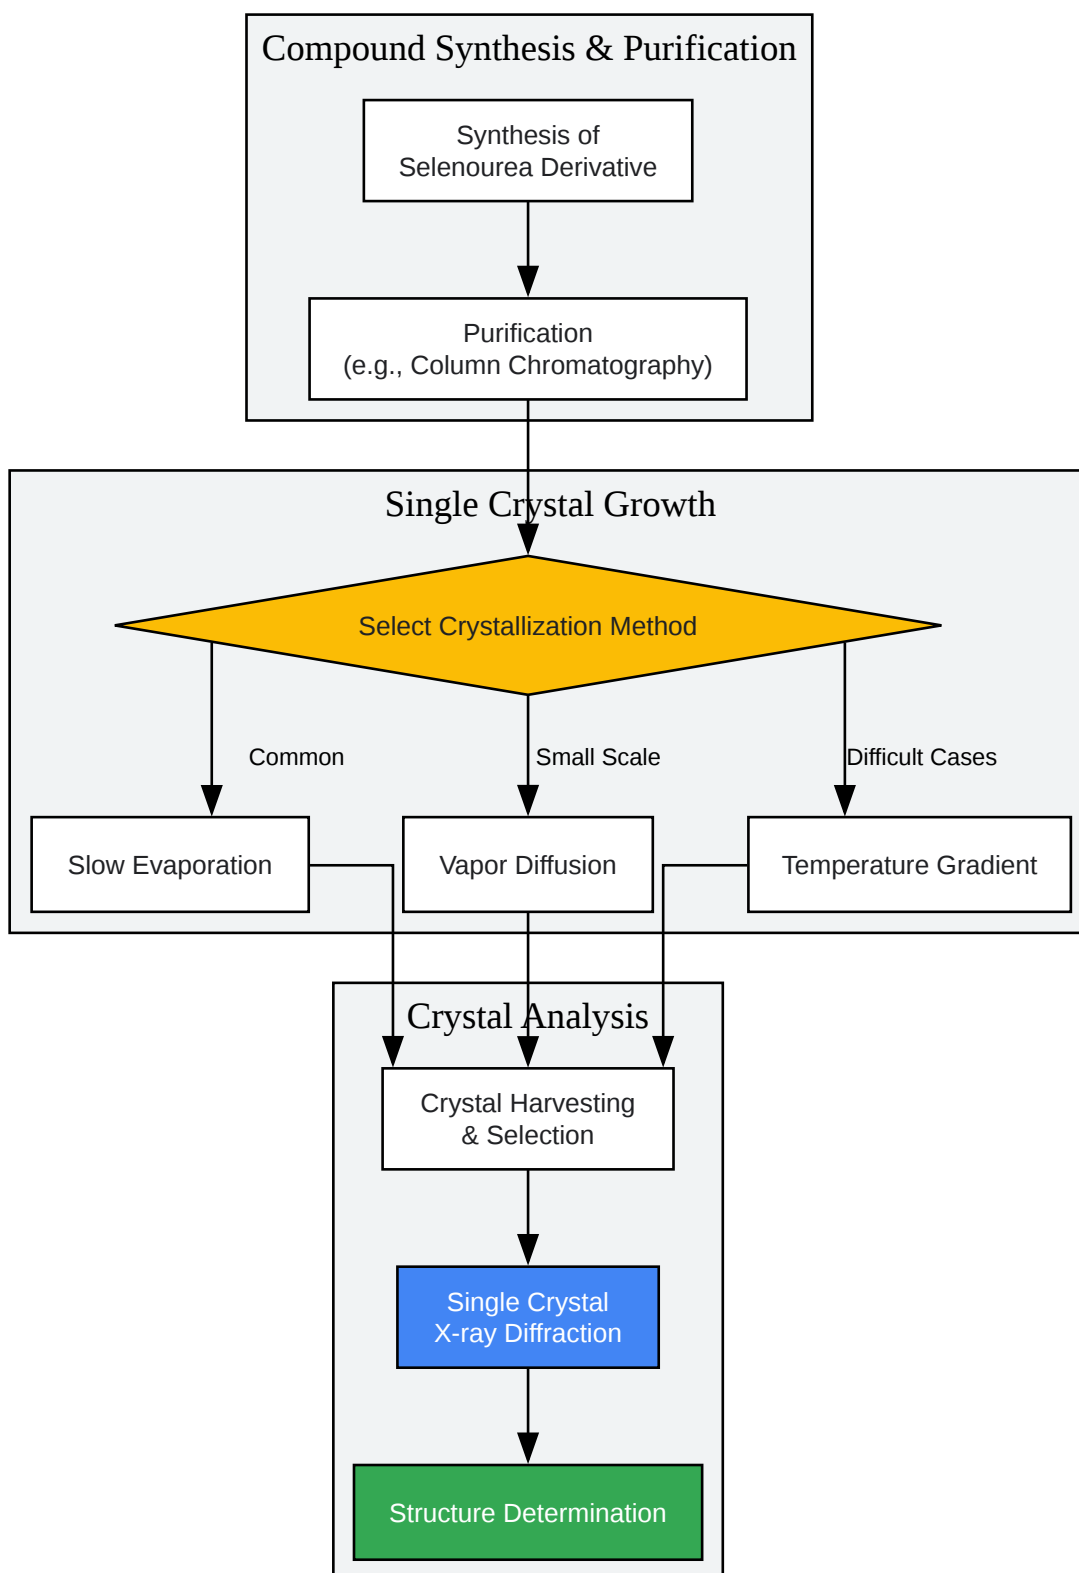 Compound Synthesis & Purification
Synthesis of
Selenourea Derivative
Purification
(e.g., Column Chromatography)
Single Crystal Growth
Select Crystallization Method
Common
Small Scale
Difficult Cases
Slow Evaporation
Vapor Diffusion
Temperature Gradient
Crystal Analysis
Crystal Harvesting
& Selection
Single Crystal
X-ray Diffraction
Structure Determination